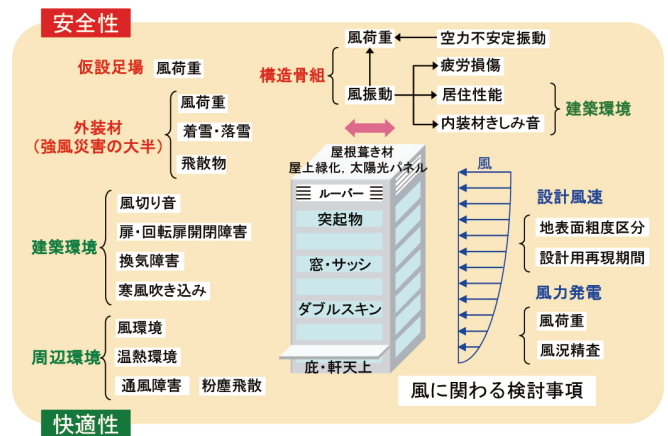 安全性
仮設足場 風荷重
外装材
(強風災害の大半)
風荷重
着雪・落雪
飛散物
構造骨組
風荷重
空力不安定振動
風振動
疲労損傷
居住性能
内装材きしみ音
建築環境
建築環境
風切り音
扉・回転扉開閉障害
換気障害
寒風吹き込み
周辺環境
風環境
温熱環境
通風障害 粉塵飛散
快適性
屋根葺き材
屋上緑化, 太陽光パネル
ルーバー
突起物
窓・サッシ
ダブルスキン
庇・軒天上
風
設計風速
地表面粗度区分
設計用再現期間
風力発電
風荷重
風況精査
風に関わる検討事項